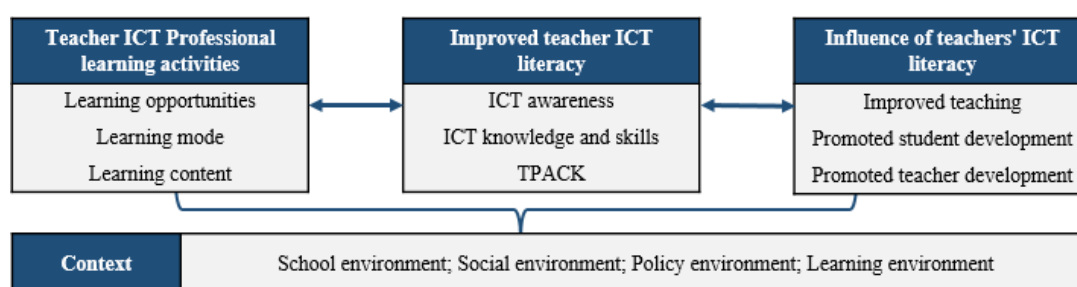 Teacher ICT Professional
learning activities
Learning opportunities
Learning mode
Learning content
Improved teacher ICT
literacy
ICT awareness
ICT knowledge and skills
TPACK
Influence of teachers' ICT
literacy
Improved teaching
Promoted student development
Promoted teacher development
Context
School environment; Social environment; Policy environment; Learning environment